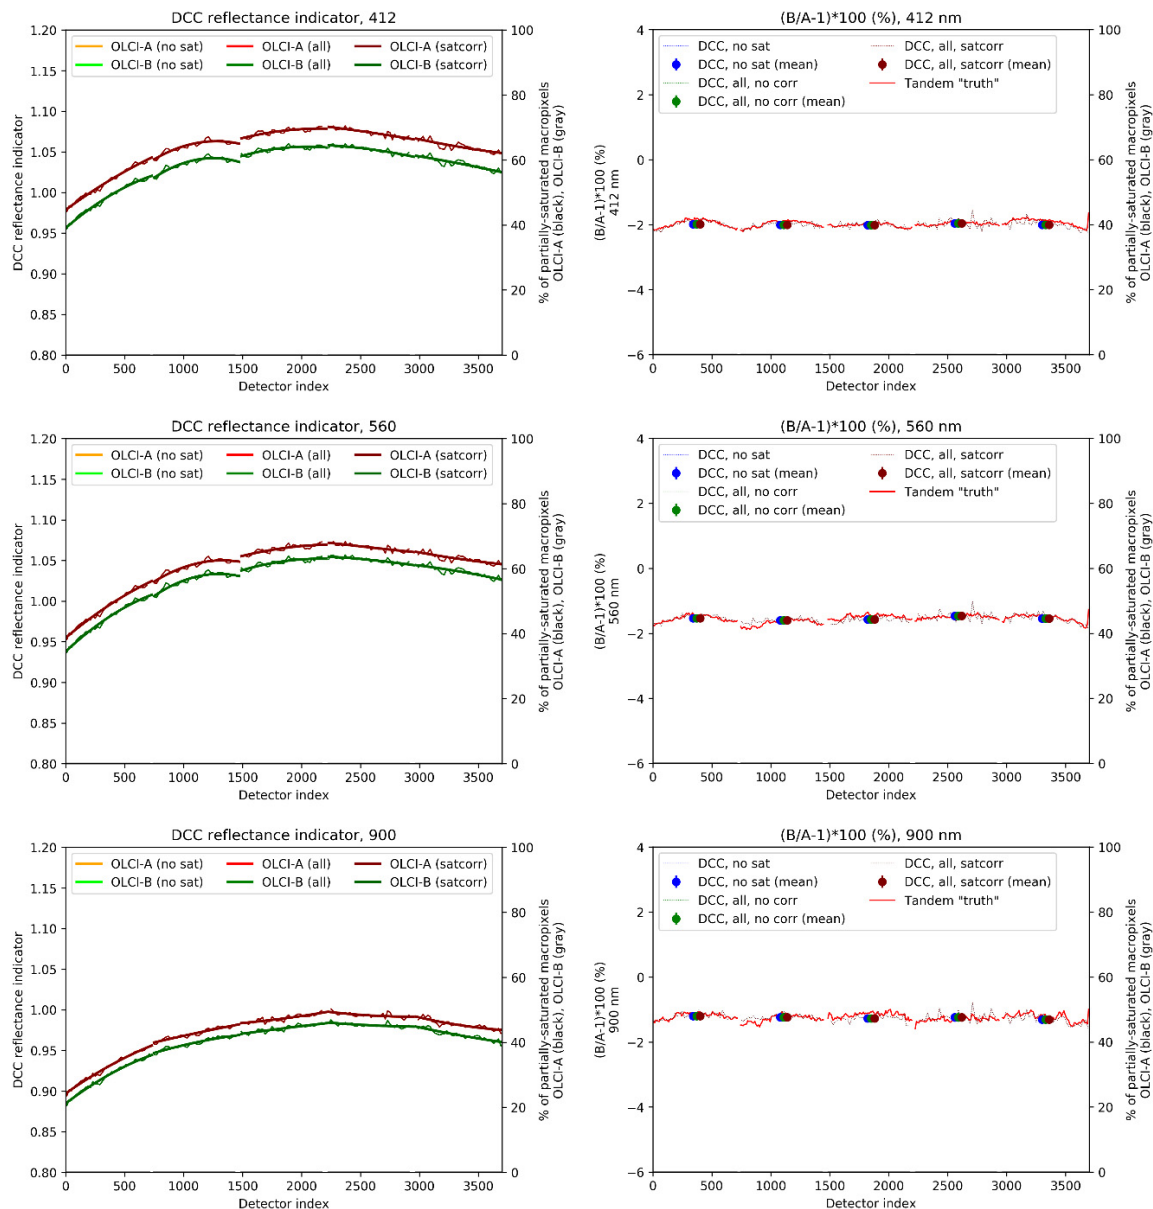 DCC reflectance indicator, 412
1.20
1.15
1.10
1.05
1.00
0.95
0.90
0.85
0.80
DCC reflectance indicator
OLCI-A (no sat) OLCI-A (all) OLCI-A (satcorr)
OLCI-B (no sat) OLCI-B (all) OLCI-B (satcorr)
100
80
60
40
20
0
% of partially-saturated macropixels
OLCI-A (black), OLCI-B (gray)
0 500 1000 1500 2000 2500 3000 3500
Detector index
(B/A-1)*100 (%), 412 nm
4
2
0
−2
−4
−6
(B/A-1)*100 (%)
412 nm
DCC, no sat
DCC, no sat (mean)
DCC, all, no corr
DCC, all, no corr (mean)
DCC, all, satcorr
DCC, all, satcorr (mean)
Tandem "truth"
100
80
60
40
20
0
% of partially-saturated macropixels
OLCI-A (black), OLCI-B (gray)
0 500 1000 1500 2000 2500 3000 3500
Detector index
DCC reflectance indicator, 560
1.20
1.15
1.10
1.05
1.00
0.95
0.90
0.85
0.80
DCC reflectance indicator
OLCI-A (no sat) OLCI-A (all) OLCI-A (satcorr)
OLCI-B (no sat) OLCI-B (all) OLCI-B (satcorr)
100
80
60
40
20
0
% of partially-saturated macropixels
OLCI-A (black), OLCI-B (gray)
0 500 1000 1500 2000 2500 3000 3500
Detector index
(B/A-1)*100 (%), 560 nm
4
2
0
−2
−4
−6
(B/A-1)*100 (%)
560 nm
DCC, no sat
DCC, no sat (mean)
DCC, all, no corr
DCC, all, no corr (mean)
DCC, all, satcorr
DCC, all, satcorr (mean)
Tandem "truth"
100
80
60
40
20
0
% of partially-saturated macropixels
OLCI-A (black), OLCI-B (gray)
0 500 1000 1500 2000 2500 3000 3500
Detector index
DCC reflectance indicator, 900
1.20
1.15
1.10
1.05
1.00
0.95
0.90
0.85
0.80
DCC reflectance indicator
OLCI-A (no sat) OLCI-A (all) OLCI-A (satcorr)
OLCI-B (no sat) OLCI-B (all) OLCI-B (satcorr)
100
80
60
40
20
0
% of partially-saturated macropixels
OLCI-A (black), OLCI-B (gray)
0 500 1000 1500 2000 2500 3000 3500
Detector index
(B/A-1)*100 (%), 900 nm
4
2
0
−2
−4
−6
(B/A-1)*100 (%)
900 nm
DCC, no sat
DCC, no sat (mean)
DCC, all, no corr
DCC, all, no corr (mean)
DCC, all, satcorr
DCC, all, satcorr (mean)
Tandem "truth"
100
80
60
40
20
0
% of partially-saturated macropixels
OLCI-A (black), OLCI-B (gray)
0 500 1000 1500 2000 2500 3000 3500
Detector index